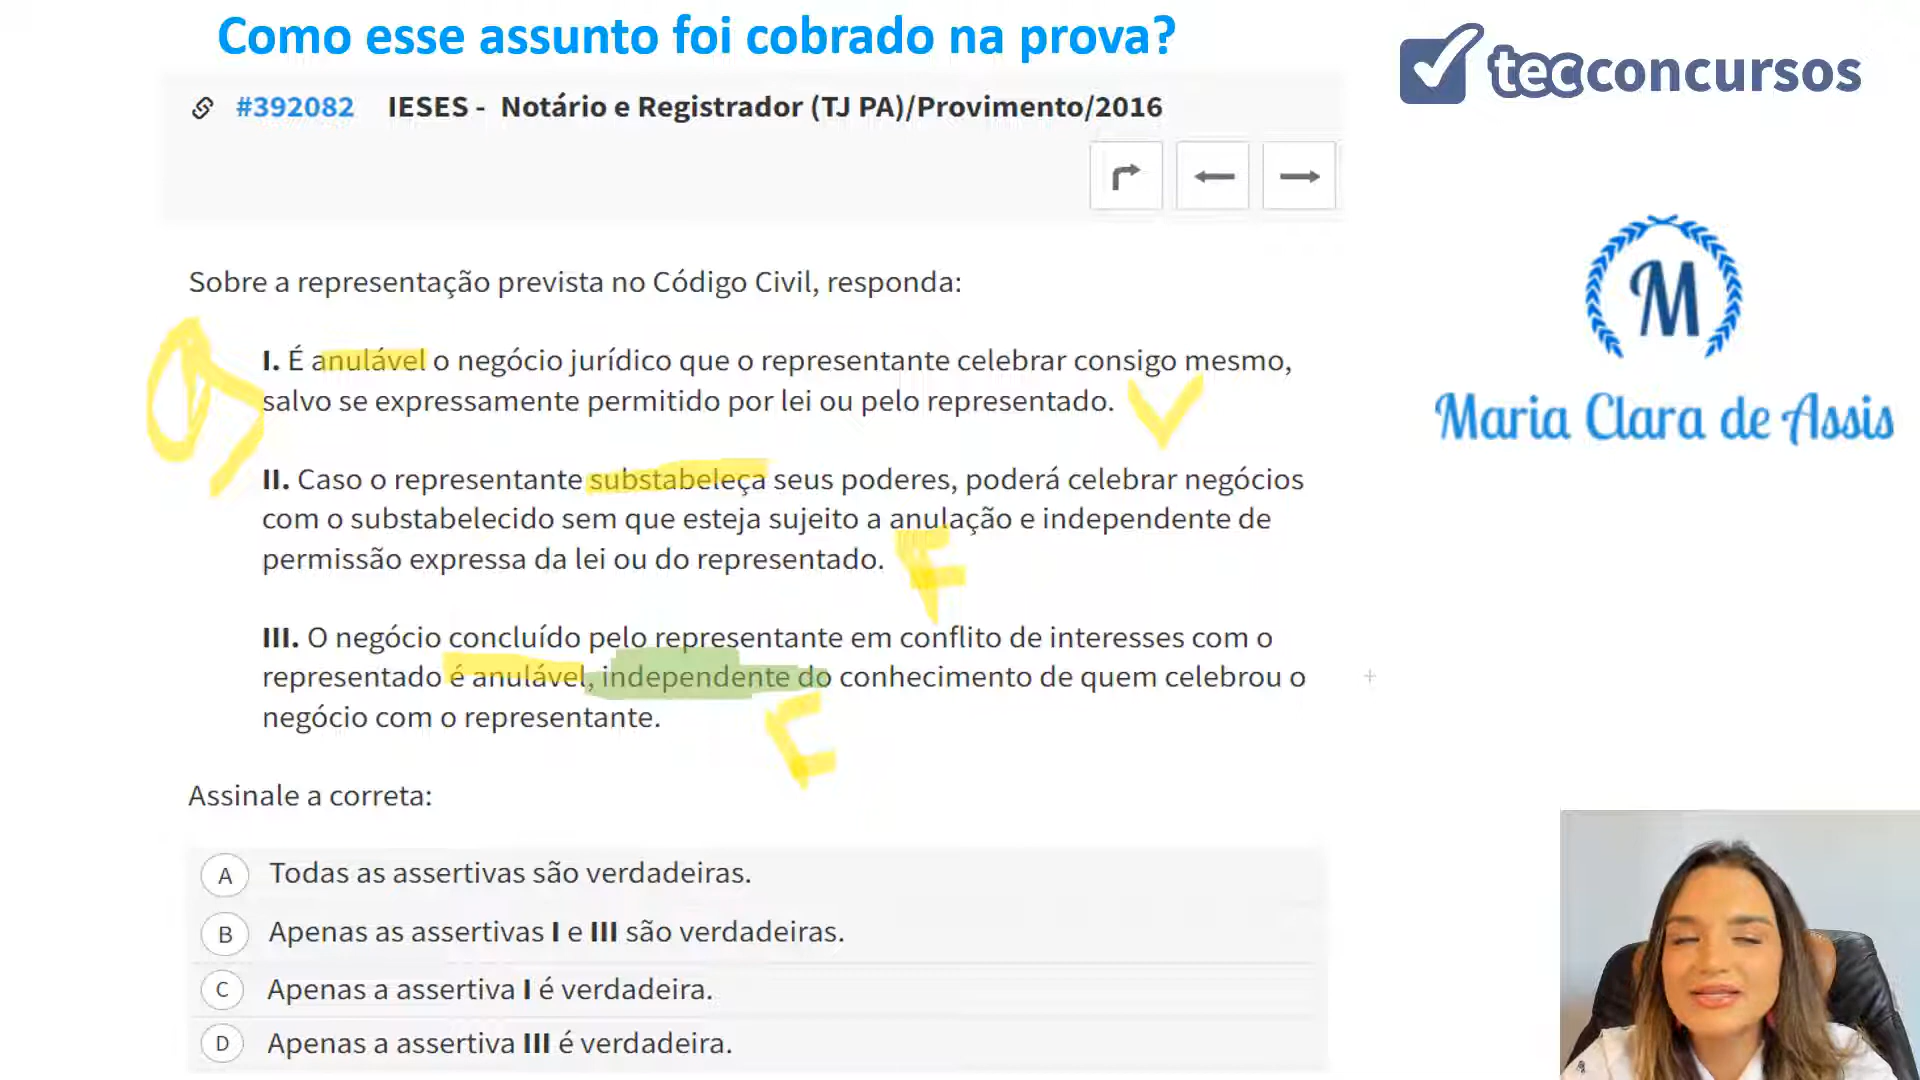 Como esse assunto foi cobrado na prova?
tecconcursos
#392082 IESES - Notário e Registrador (TJ PA)/Provimento/2016
Sobre a representação prevista no Código Civil, responda:
I. É anulável o negócio jurídico que o representante celebrar consigo mesmo,
salvo se expressamente permitido por lei ou pelo representado.
V
II. Caso o representante substabeleça seus poderes, poderá celebrar negócios
com o substabelecido sem que esteja sujeito a anulação e independente de
permissão expressa da lei ou do representado.
F
III. O negócio concluído pelo representante em conflito de interesses com o
representado é anulável, independente do conhecimento de quem celebrou o
negócio com o representante.
Assinale a correta:
A Todas as assertivas são verdadeiras.
B Apenas as assertivas I e III são verdadeiras.
C Apenas a assertiva I é verdadeira.
D Apenas a assertiva III é verdadeira.
M
Maria Clara de Assis